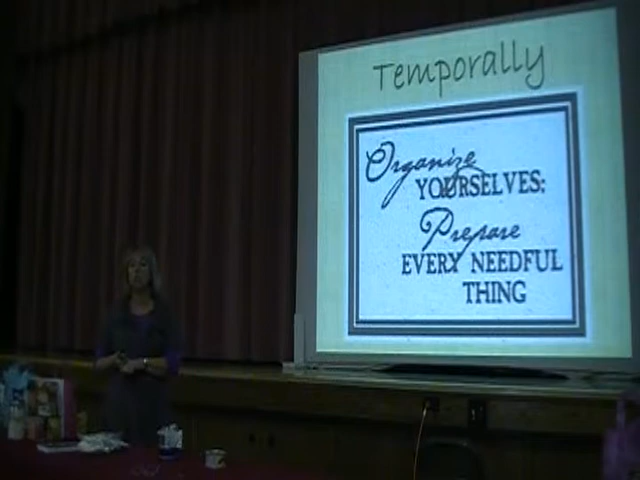 Temporally
Organize
YOURSELVES:
Prepare
EVERY NEEDFUL
THING